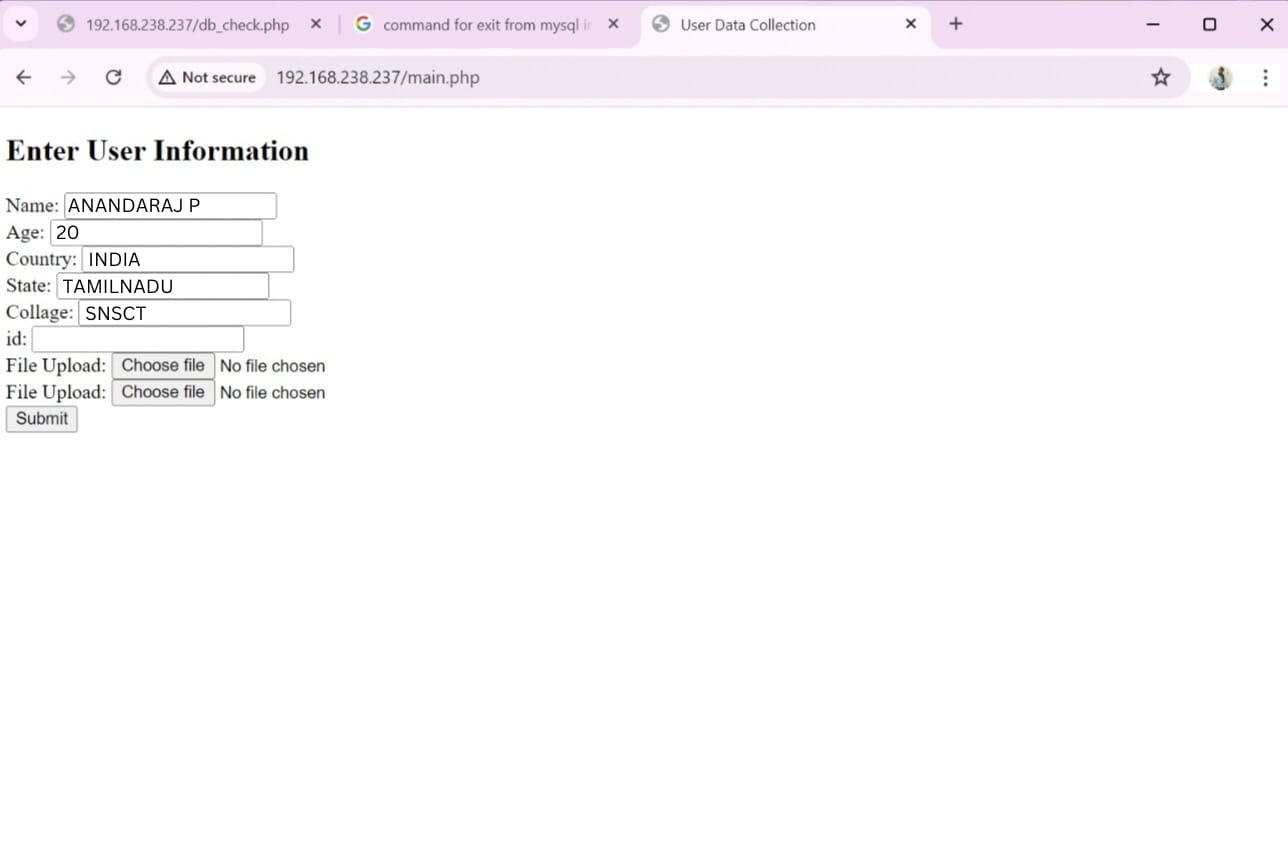 192.168.238.237/db_check.php command for exit from mysql i User Data Collection
Not secure 192.168.238.237/main.php
Enter User Information
Name: ANANDARAJ P
Age: 20
Country: INDIA
State: TAMILNADU
Collage: SNSCT
id:
File Upload: Choose file No file chosen
File Upload: Choose file No file chosen
Submit